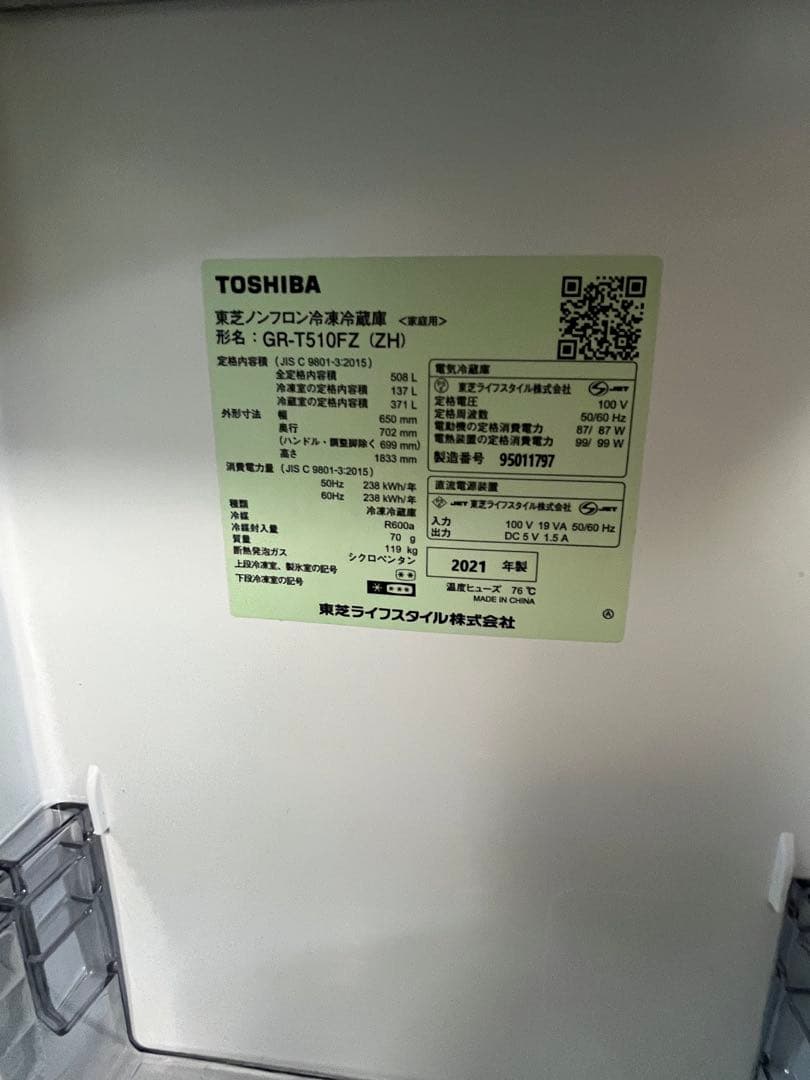 TOSHIBA
東芝ノンフロン冷凍冷蔵庫 <家庭用>
形名：GR-T510FZ (ZH)
定格内容積 (JIS C 9801-3:2015)
全定格内容積 508 L
冷凍室の定格内容積 137 L
冷蔵室の定格内容積 371 L
外形寸法 幅 650 mm
奥行 702 mm
(ハンドル・調整脚除く 699 mm)
高さ 1833 mm
消費電力量 (JIS C 9801-3:2015)
50Hz 238 kWh/年
60Hz 238 kWh/年
種類 冷凍冷蔵庫
冷媒 R600a
冷媒封入量 70 g
質量 119 kg
断熱発泡ガス シクロペンタン
上段冷凍室、製氷室の記号
下段冷凍室の記号
電気冷蔵庫
東芝ライフスタイル株式会社 JET
定格電圧 100 V
定格周波数 50/60 Hz
電動機の定格消費電力 87/ 87 W
電熱装置の定格消費電力 99/ 99 W
製造番号 95011797
直流電源装置
JET 東芝ライフスタイル株式会社 JET
入力 100 V 19 VA 50/60 Hz
出力 DC 5 V 1.5 A
2021 年製
温度ヒューズ 76 ℃
MADE IN CHINA
東芝ライフスタイル株式会社 Ⓐ